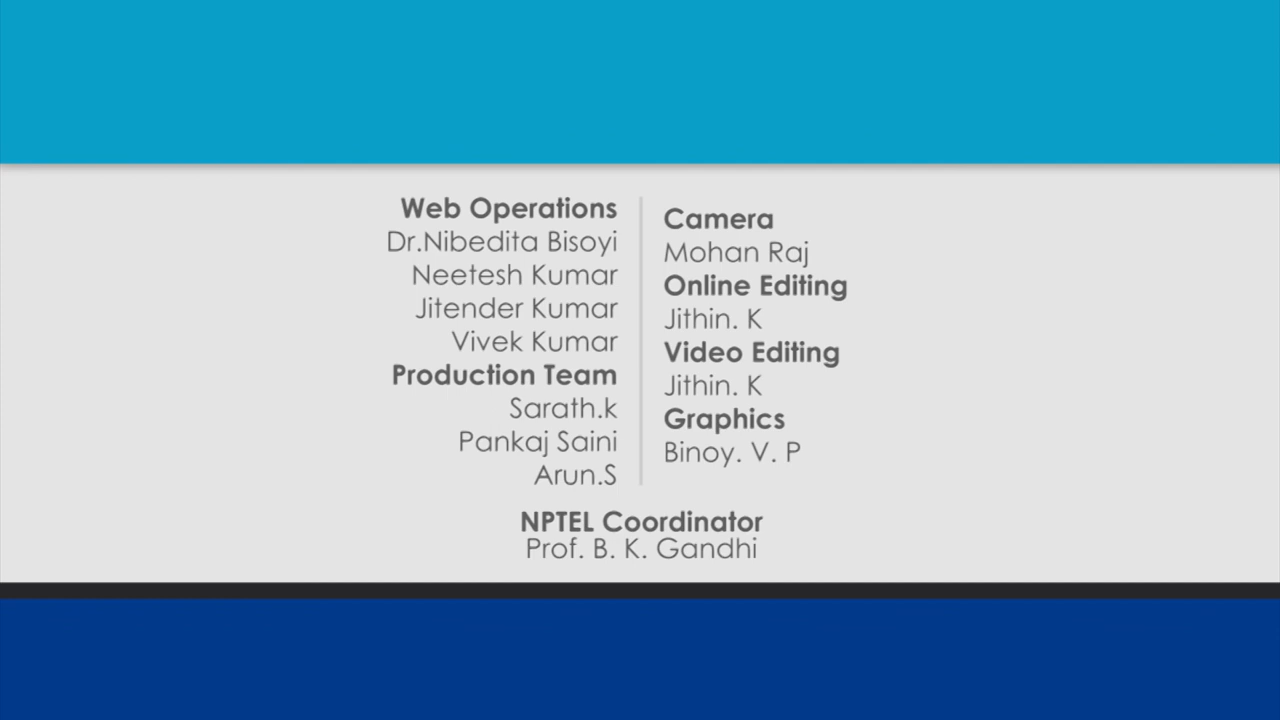 Web Operations
Dr.Nibedita Bisoyi
Neetesh Kumar
Jitender Kumar
Vivek Kumar
Production Team
Sarath.k
Pankaj Saini
Arun.S
Camera
Mohan Raj
Online Editing
Jithin. K
Video Editing
Jithin. K
Graphics
Binoy. V. P
NPTEL Coordinator
Prof. B. K. Gandhi